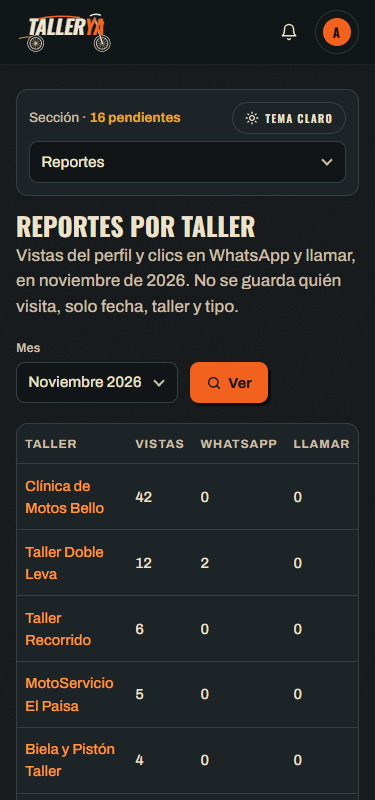 TALLERYA
A
Sección · 16 pendientes
TEMA CLARO
Reportes
REPORTES POR TALLER
Vistas del perfil y clics en WhatsApp y llamar,
en noviembre de 2026. No se guarda quién
visita, solo fecha, taller y tipo.
Mes
Noviembre 2026
Ver
TALLER VISTAS WHATSAPP LLAMAR
Clínica de
Motos Bello
42 0 0
Taller Doble
Leva
12 2 0
Taller
Recorrido
6 0 0
MotoServicio
El Paisa
5 0 0
Biela y Pistón
Taller
4 0 0